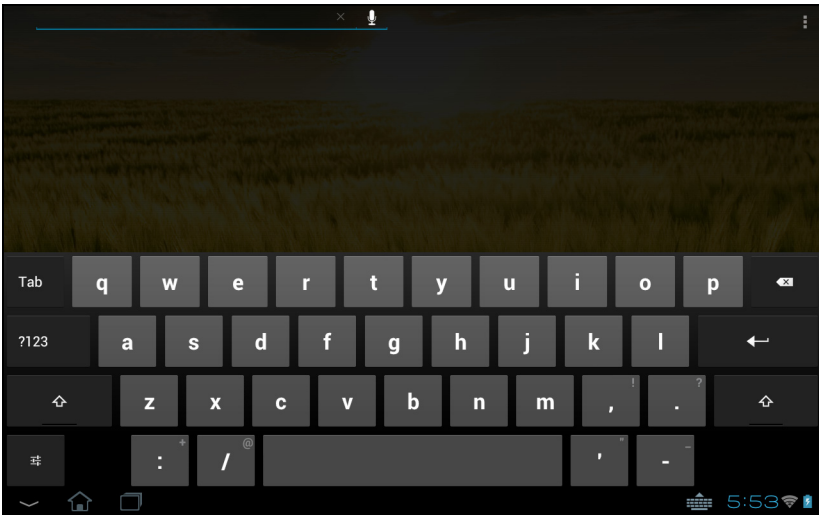 Tab q w e r t y u i o p
?123 a s d f g h j k l
z x c v b n m , ! . ?
: + / @ ' " - _
5:53